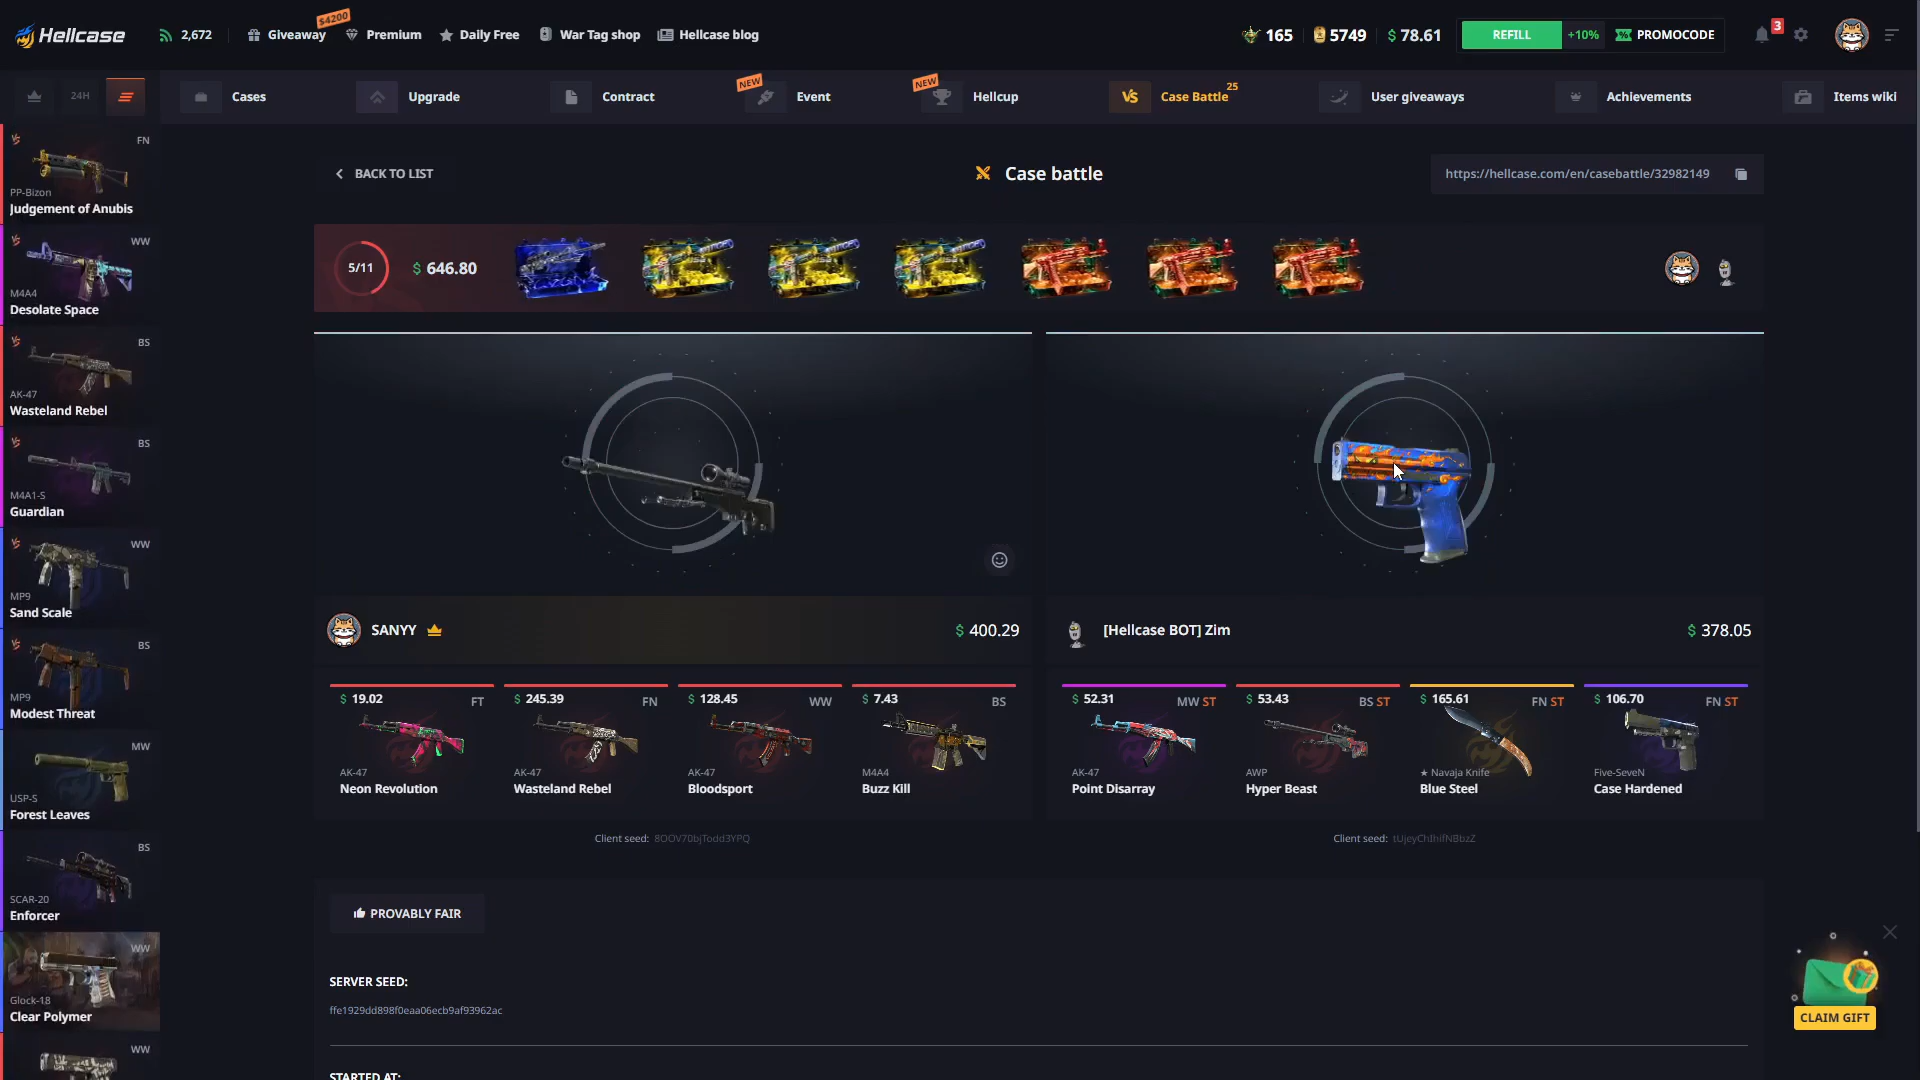 Hellcase
2,672
Giveaway
$4200
Premium
Daily Free
War Tag shop
Hellcase blog
165
5749
$ 78.61
REFILL
+10%
PROMOCODE
3
24H
Cases
Upgrade
Contract
NEW
Event
NEW
Hellcup
VS
Case Battle
25
User giveaways
Achievements
Items wiki
FN
PP-Bizon
Judgement of Anubis
WW
M4A4
Desolate Space
BS
AK-47
Wasteland Rebel
BS
M4A1-S
Guardian
WW
MP9
Sand Scale
BS
MP9
Modest Threat
MW
USP-S
Forest Leaves
BS
SCAR-20
Enforcer
WW
Glock-18
Clear Polymer
WW
BACK TO LIST
Case battle
https://hellcase.com/en/casebattle/32982149
5/11
$ 646.80
SANYY
$ 400.29
[Hellcase BOT] Zim
$ 378.05
$ 19.02
FT
AK-47
Neon Revolution
$ 245.39
FN
AK-47
Wasteland Rebel
$ 128.45
WW
AK-47
Bloodsport
$ 7.43
BS
M4A4
Buzz Kill
$ 52.31
MW ST
AK-47
Point Disarray
$ 53.43
BS ST
AWP
Hyper Beast
$ 165.61
FN ST
★ Navaja Knife
Blue Steel
$ 106.70
FN ST
Five-SeveN
Case Hardened
Client seed: 8OOV70bjTodd3YPQ
Client seed: tUjeyChIhifNBbzZ
PROVABLY FAIR
SERVER SEED:
ffe1929dd898f0eaa06ecb9af93962ac
STARTED AT:
CLAIM GIFT